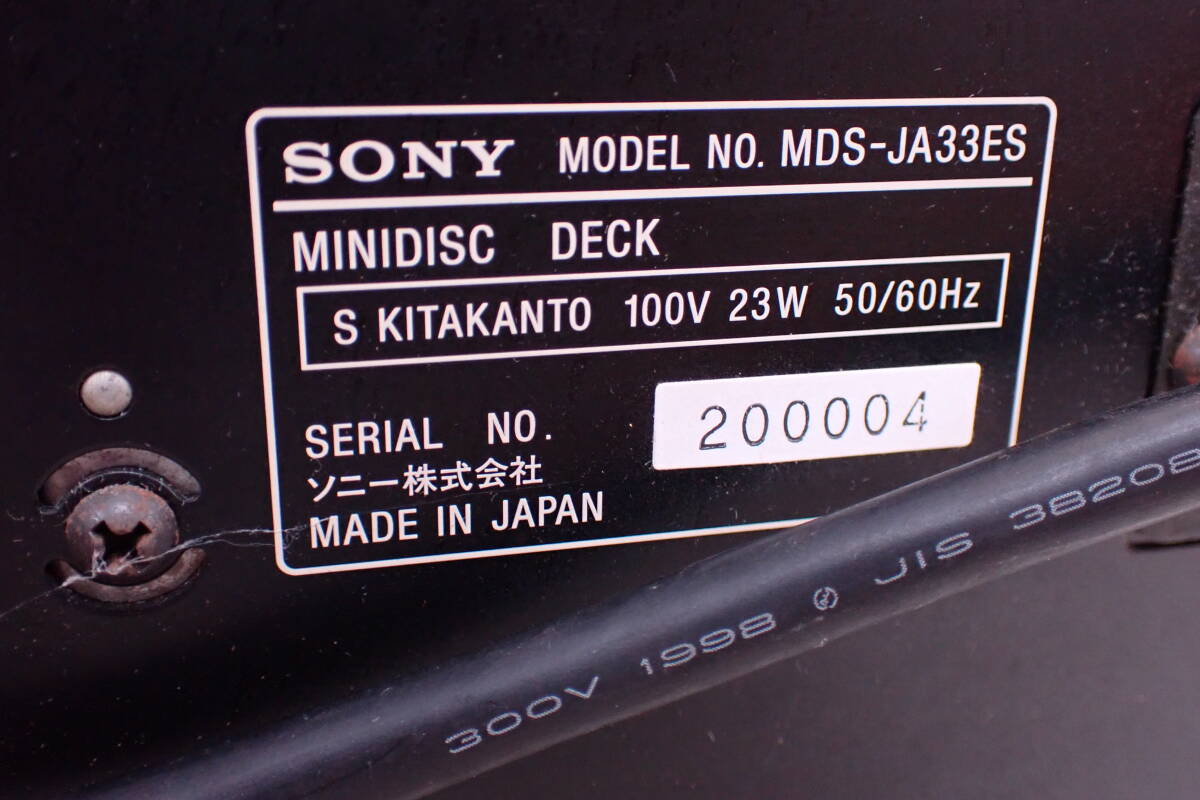 SONY MODEL NO. MDS-JA33ES
MINIDISC DECK
S KITAKANTO 100V 23W 50/60Hz
SERIAL NO. 200004
ソニー株式会社
MADE IN JAPAN
300V 1998 JIS 38208